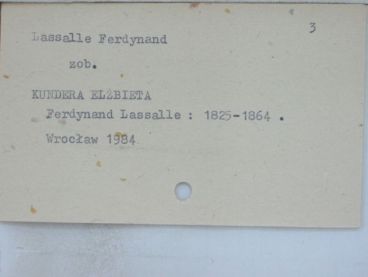 3
Lassalle Ferdynand
zob.
KUNDERA ELŻBIETA
Ferdynand Lassalle : 1825-1864 .
Wrocław 1984